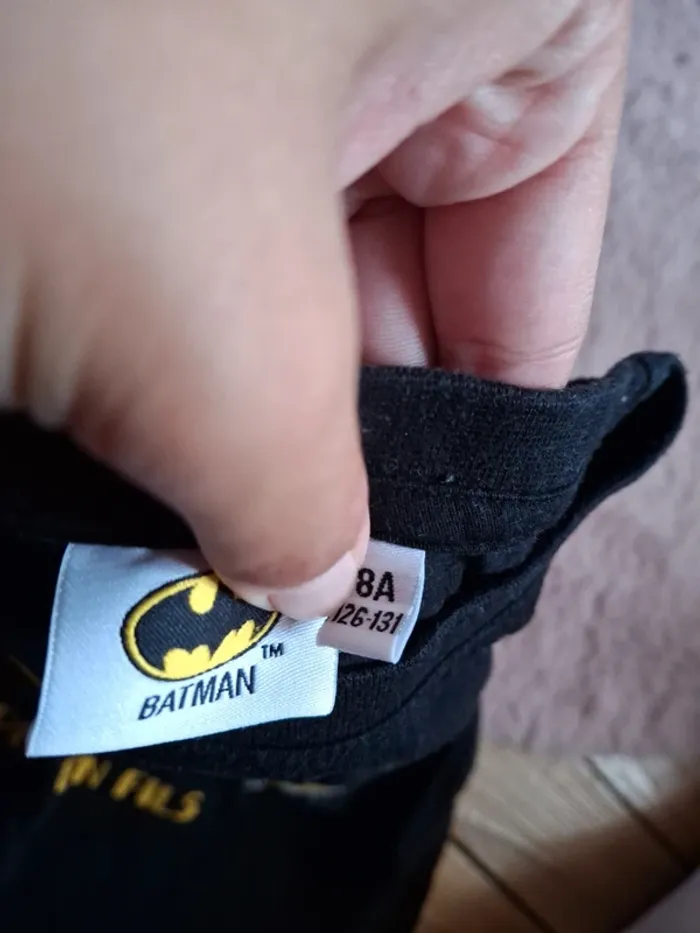 8A
126-131
TM
BATMAN
FILS